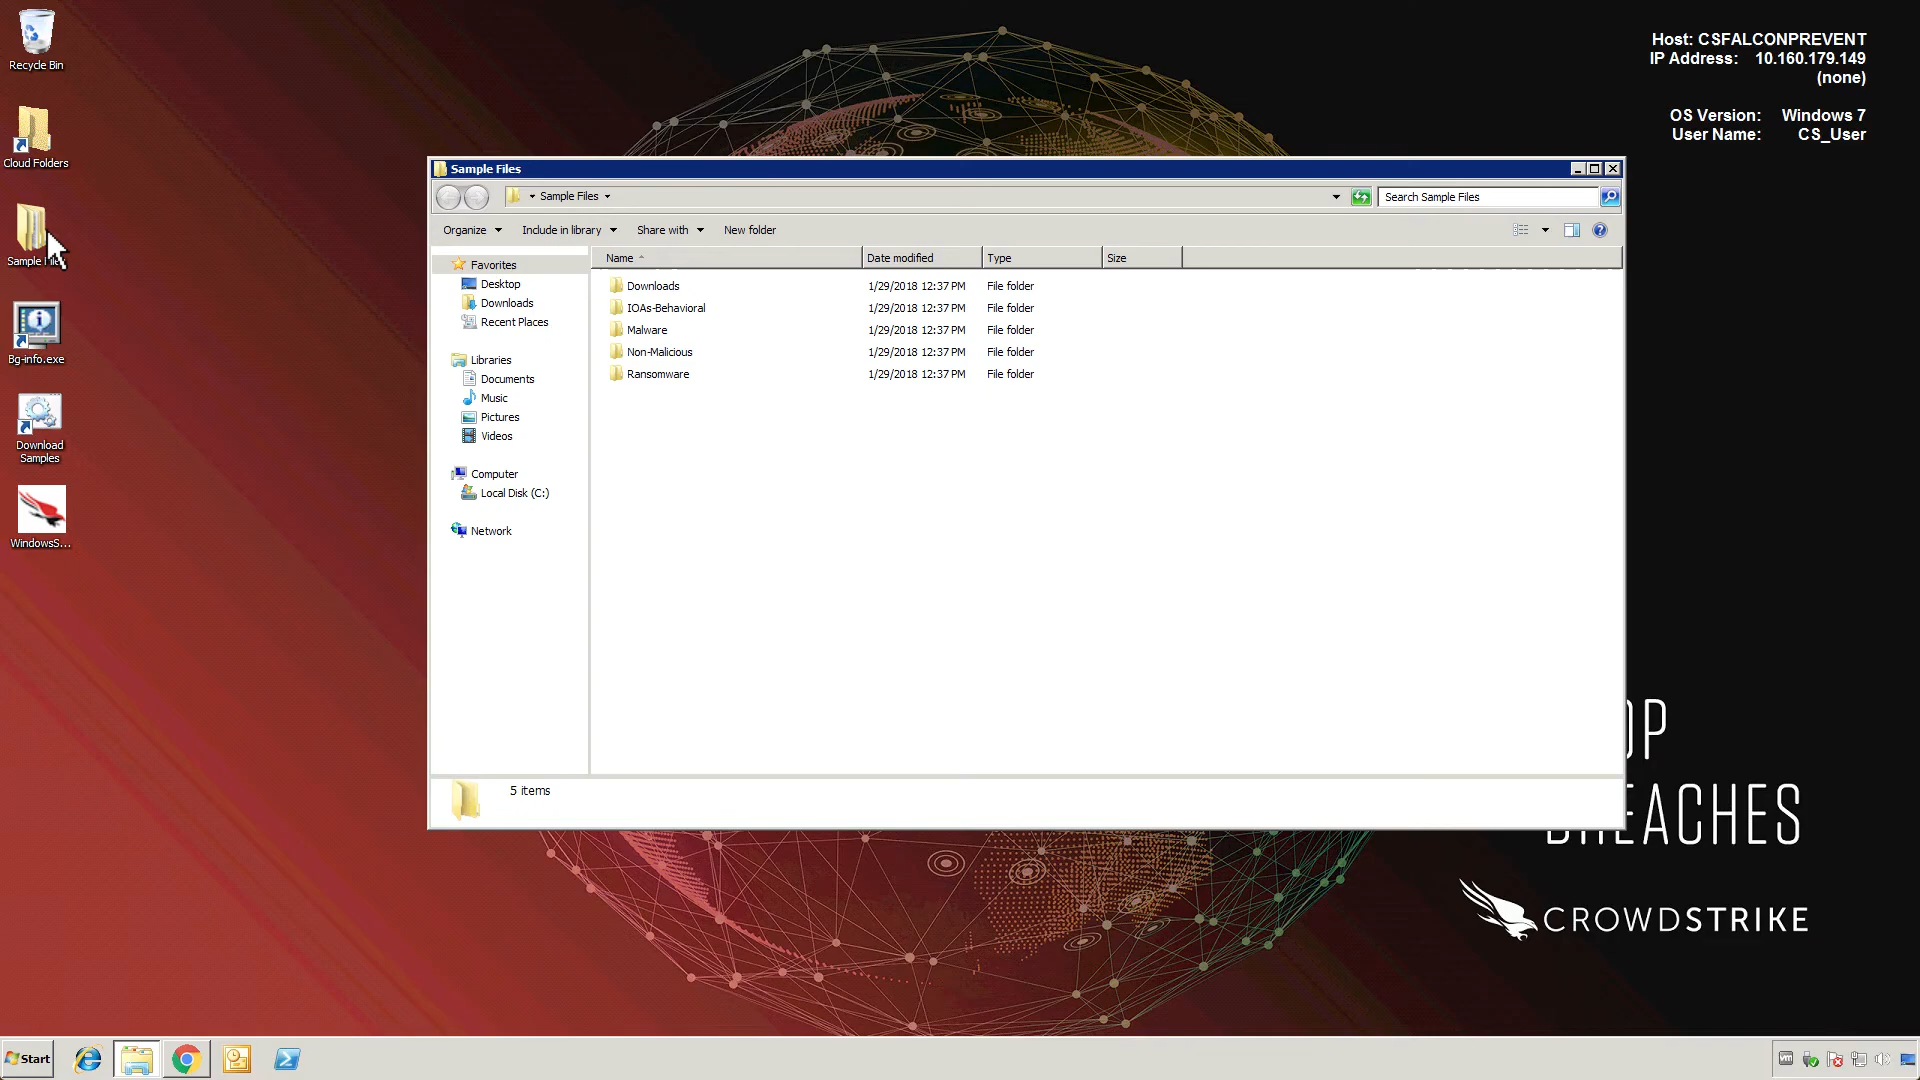 Recycle Bin
Cloud Folders
Sample
Bg-info.exe
Download
Samples
WindowsS...
Host: CSFALCONPREVENT
IP Address: 10.160.179.149
(none)
OS Version: Windows 7
User Name: CS_User
Sample Files
Sample Files
Search Sample Files
Organize
Include in library
Share with
New folder
Favorites
Desktop
Downloads
Recent Places
Libraries
Documents
Music
Pictures
Videos
Computer
Local Disk (C:)
Network
Name Date modified Type Size
Downloads 1/29/2018 12:37 PM File folder
IOAs-Behavioral 1/29/2018 12:37 PM File folder
Malware 1/29/2018 12:37 PM File folder
Non-Malicious 1/29/2018 12:37 PM File folder
Ransomware 1/29/2018 12:37 PM File folder
5 items
OP
REACHES
CROWDSTRIKE
Start